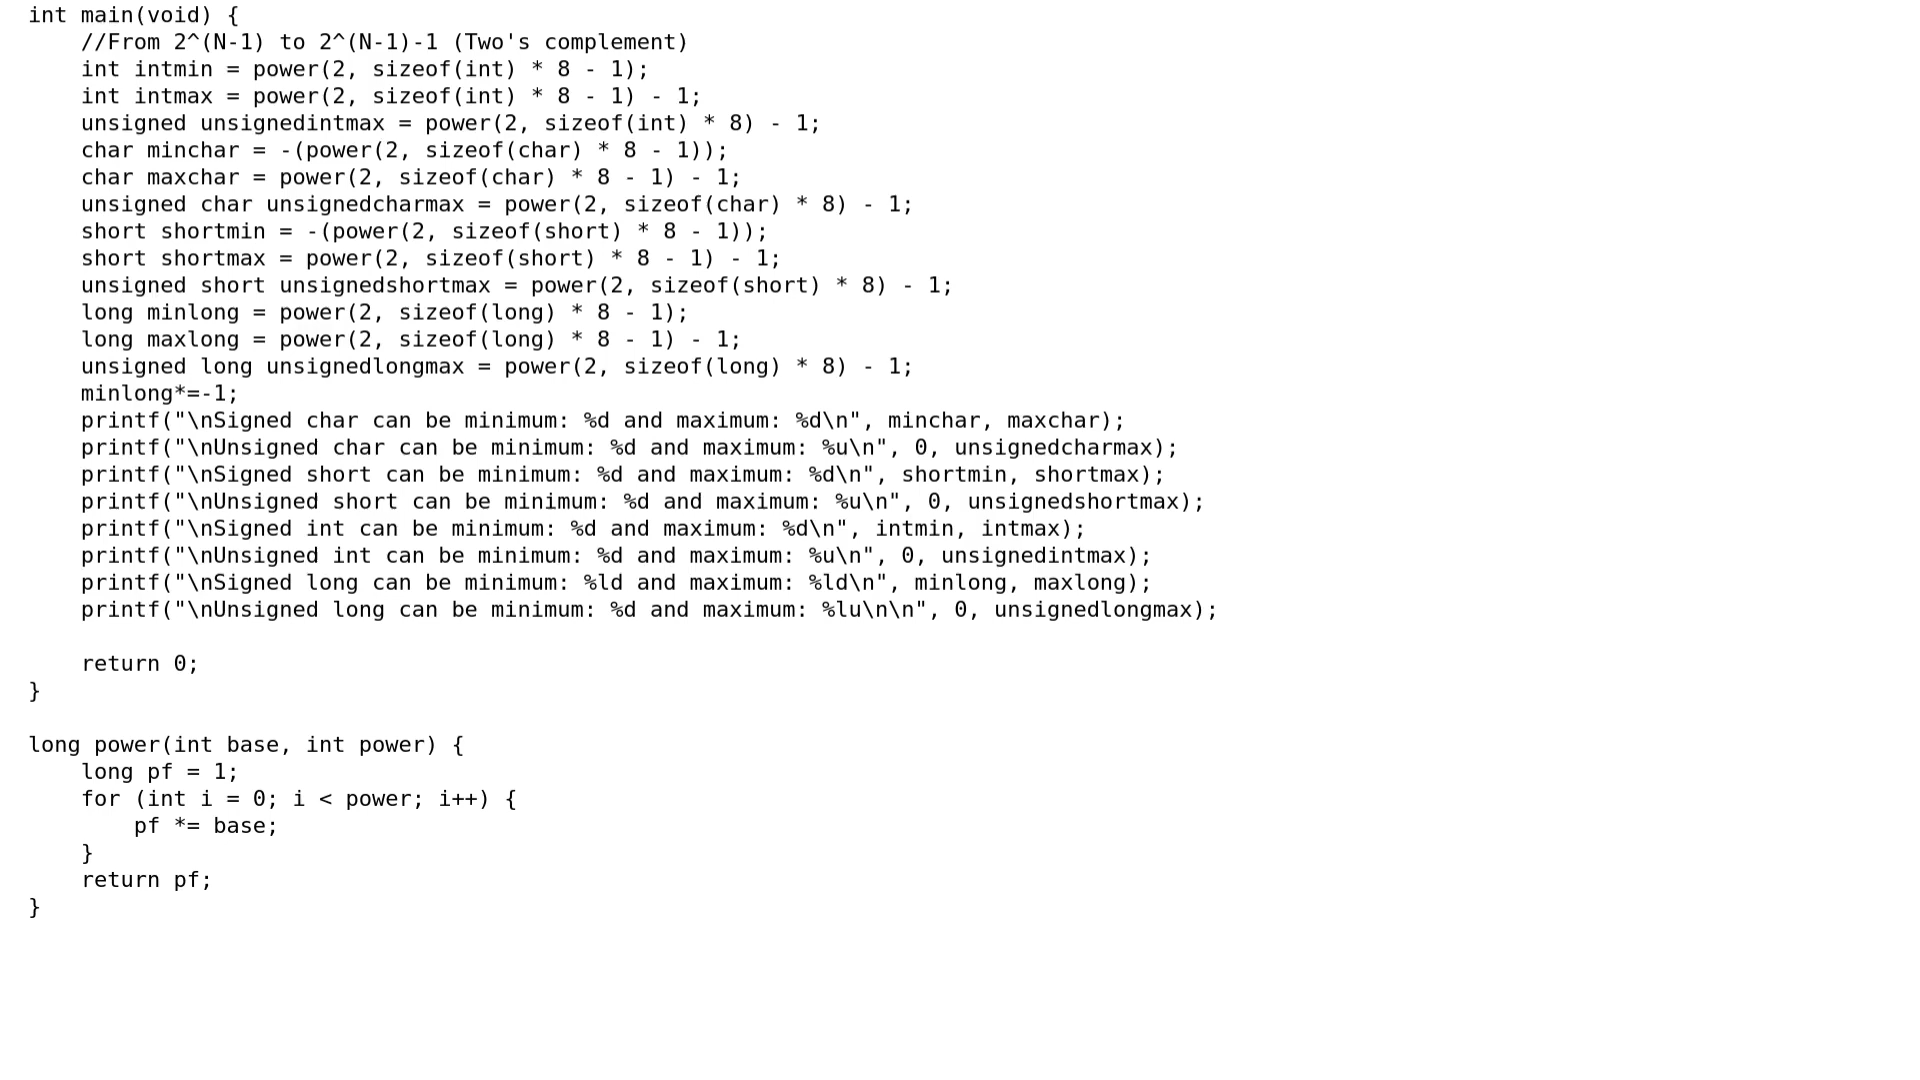 int main(void) {
    //From 2^(N-1) to 2^(N-1)-1 (Two's complement)
    int intmin = power(2, sizeof(int) * 8 - 1);
    int intmax = power(2, sizeof(int) * 8 - 1) - 1;
    unsigned unsignedintmax = power(2, sizeof(int) * 8) - 1;
    char minchar = -(power(2, sizeof(char) * 8 - 1));
    char maxchar = power(2, sizeof(char) * 8 - 1) - 1;
    unsigned char unsignedcharmax = power(2, sizeof(char) * 8) - 1;
    short shortmin = -(power(2, sizeof(short) * 8 - 1));
    short shortmax = power(2, sizeof(short) * 8 - 1) - 1;
    unsigned short unsignedshortmax = power(2, sizeof(short) * 8) - 1;
    long minlong = power(2, sizeof(long) * 8 - 1);
    long maxlong = power(2, sizeof(long) * 8 - 1) - 1;
    unsigned long unsignedlongmax = power(2, sizeof(long) * 8) - 1;
    minlong*=-1;
    printf("\nSigned char can be minimum: %d and maximum: %d\n", minchar, maxchar);
    printf("\nUnsigned char can be minimum: %d and maximum: %u\n", 0, unsignedcharmax);
    printf("\nSigned short can be minimum: %d and maximum: %d\n", shortmin, shortmax);
    printf("\nUnsigned short can be minimum: %d and maximum: %u\n", 0, unsignedshortmax);
    printf("\nSigned int can be minimum: %d and maximum: %d\n", intmin, intmax);
    printf("\nUnsigned int can be minimum: %d and maximum: %u\n", 0, unsignedintmax);
    printf("\nSigned long can be minimum: %ld and maximum: %ld\n", minlong, maxlong);
    printf("\nUnsigned long can be minimum: %d and maximum: %lu\n\n", 0, unsignedlongmax);

    return 0;
}

long power(int base, int power) {
    long pf = 1;
    for (int i = 0; i < power; i++) {
        pf *= base;
    }
    return pf;
}